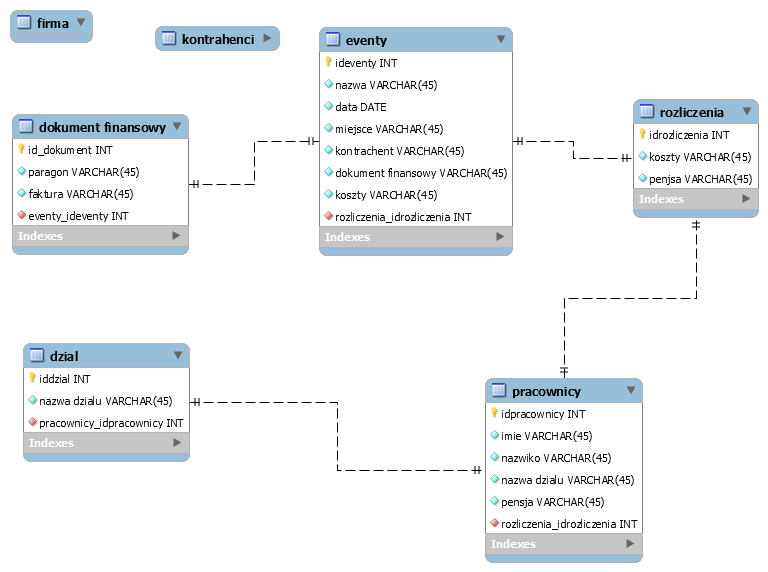 firma
kontrahenci
eventy
ideventy INT
nazwa VARCHAR(45)
data DATE
miejsce VARCHAR(45)
kontrachent VARCHAR(45)
dokument finansowy VARCHAR(45)
koszty VARCHAR(45)
rozliczenia_idrozliczenia INT
Indexes
rozliczenia
idrozliczenia INT
koszty VARCHAR(45)
penjsa VARCHAR(45)
Indexes
dokument finansowy
id_dokument INT
paragon VARCHAR(45)
faktura VARCHAR(45)
eventy_ideventy INT
Indexes
dzial
iddzial INT
nazwa dzialu VARCHAR(45)
pracownicy_idpracownicy INT
Indexes
pracownicy
idpracownicy INT
imie VARCHAR(45)
nazwiko VARCHAR(45)
nazwa dzialu VARCHAR(45)
pensja VARCHAR(45)
rozliczenia_idrozliczenia INT
Indexes